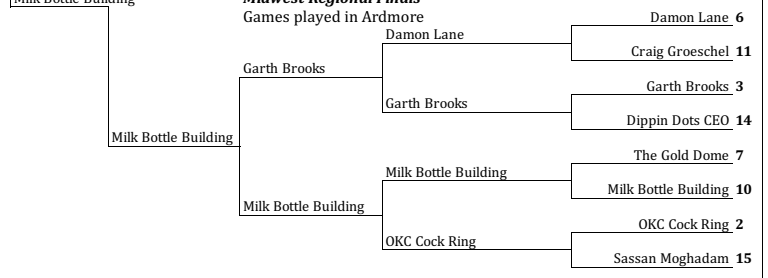 Milk Bottle Building
Midwest Regional Finals
Games played in Ardmore
Damon Lane 6
Damon Lane
Craig Groeschel 11
Garth Brooks
Garth Brooks 3
Garth Brooks
Dippin Dots CEO 14
Milk Bottle Building
The Gold Dome 7
Milk Bottle Building
Milk Bottle Building 10
Milk Bottle Building
OKC Cock Ring 2
OKC Cock Ring
Sassan Moghadam 15